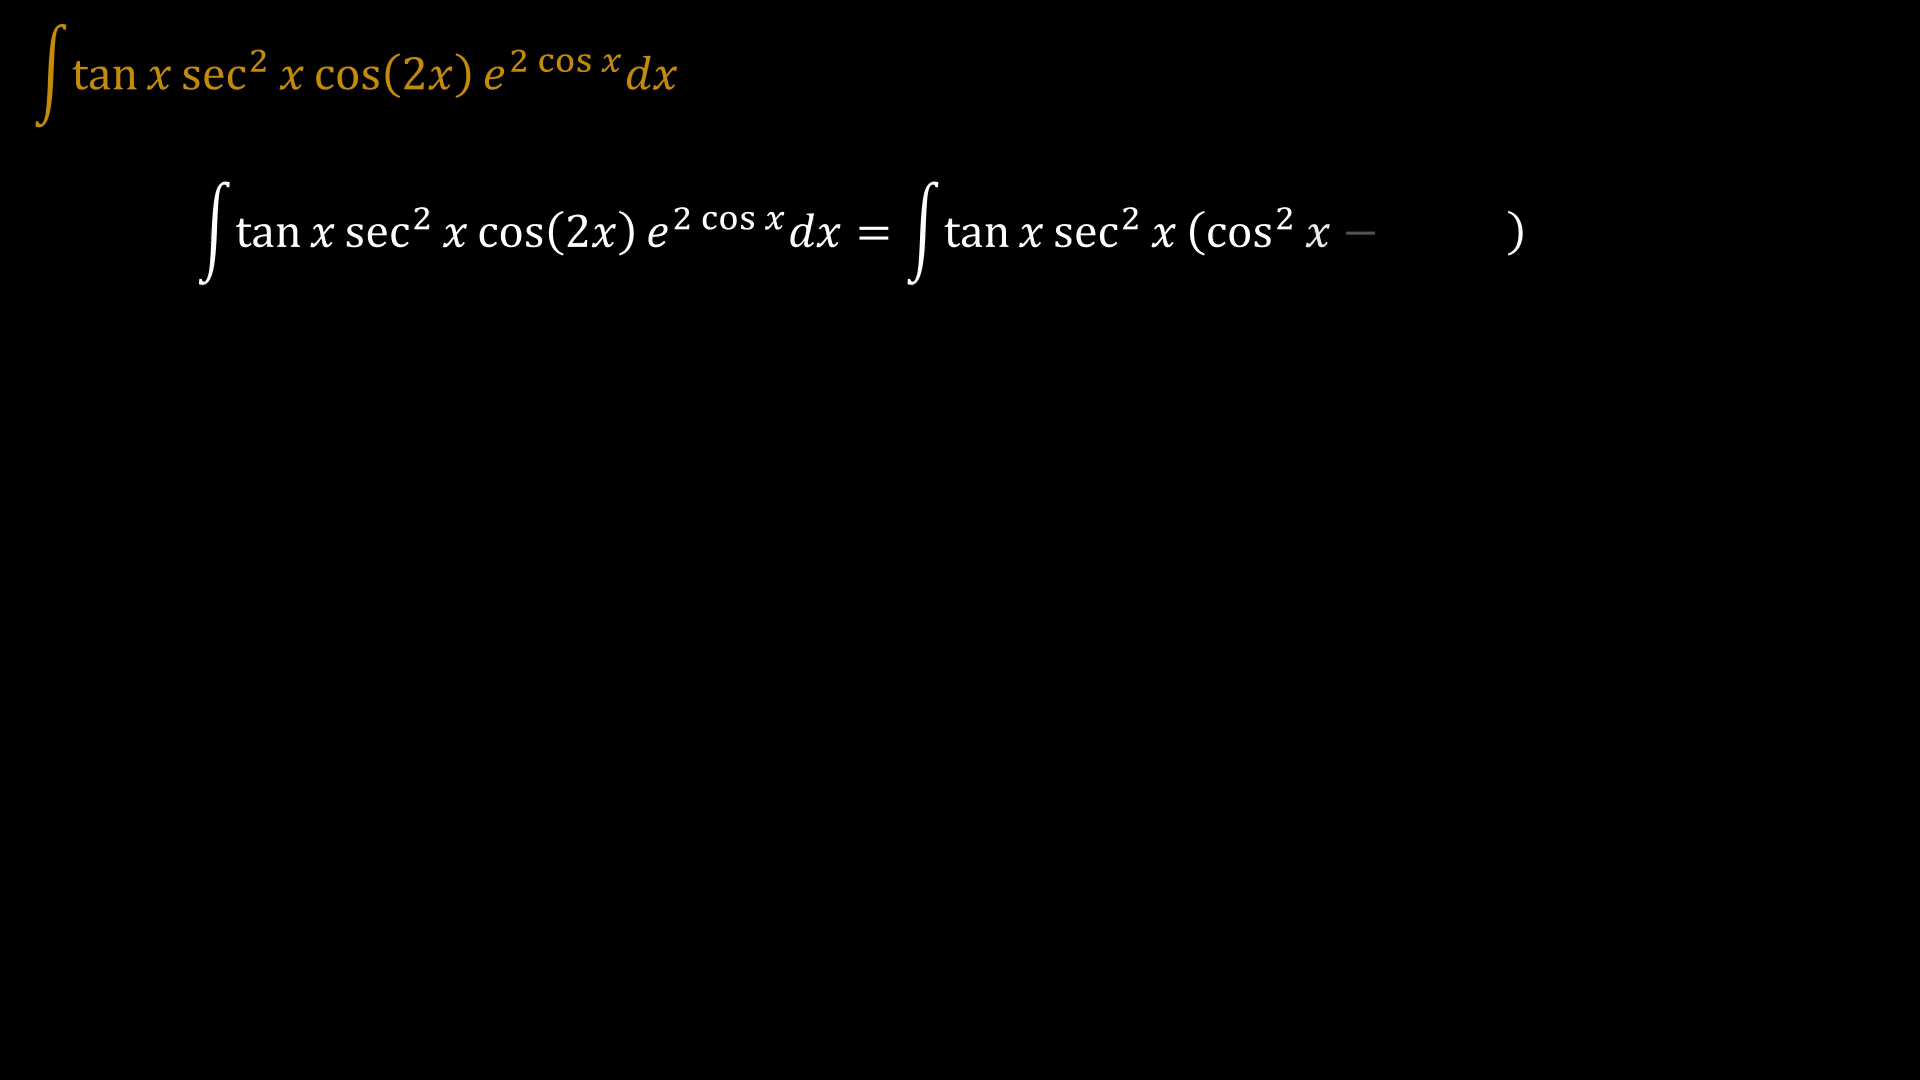 ∫ tan x sec² x cos(2x) e^{2 cos x} dx
∫ tan x sec² x cos(2x) e^{2 cos x} dx = ∫ tan x sec² x (cos² x − )